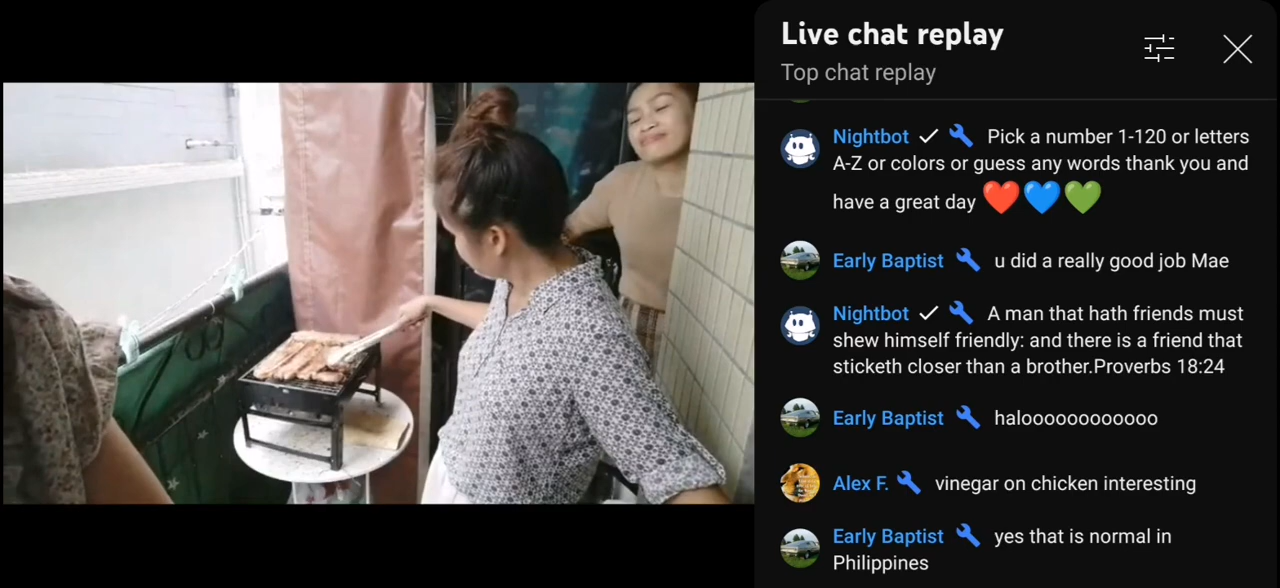 Live chat replay
Top chat replay
Nightbot Pick a number 1-120 or letters
A-Z or colors or guess any words thank you and
have a great day ❤️💙💚
Early Baptist u did a really good job Mae
Nightbot A man that hath friends must
shew himself friendly: and there is a friend that
sticketh closer than a brother.Proverbs 18:24
Early Baptist haloooooooooooo
Alex F. vinegar on chicken interesting
Early Baptist yes that is normal in
Philippines